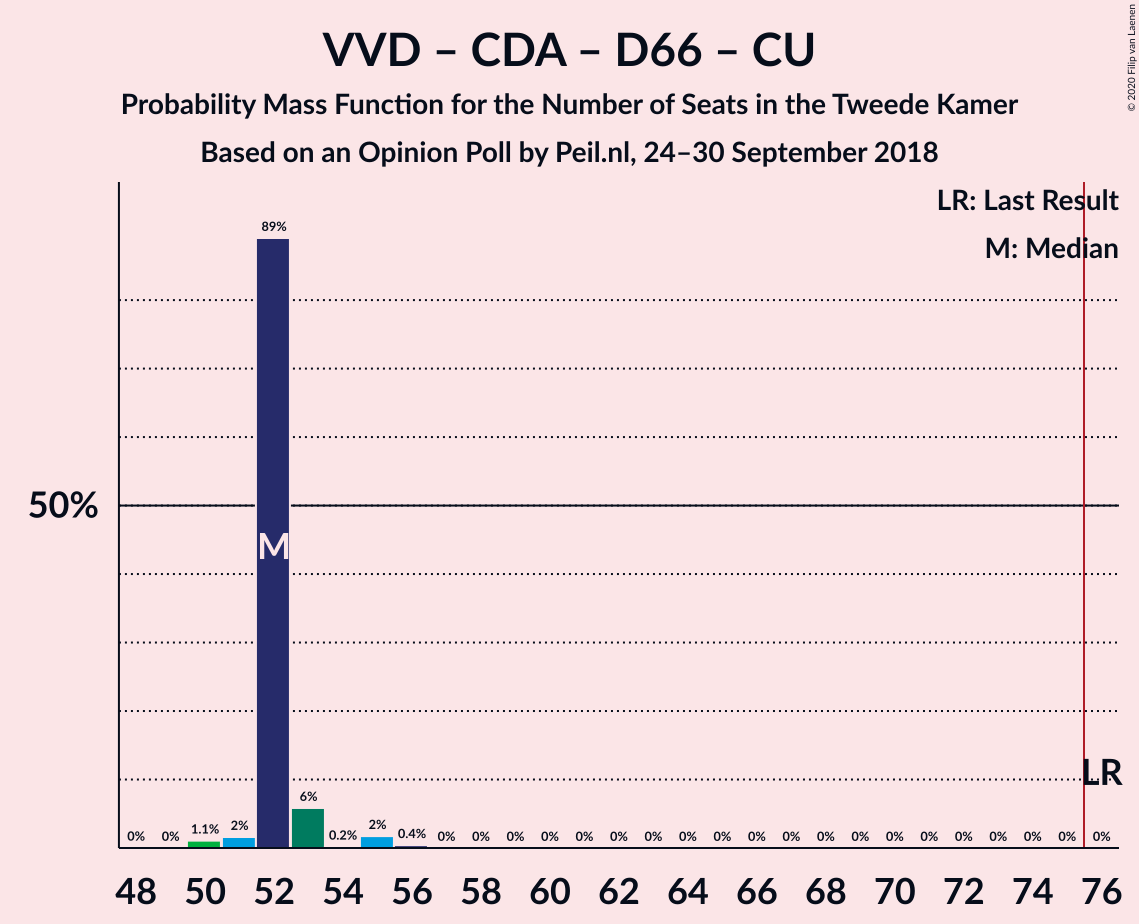 VVD – CDA – D66 – CU
Probability Mass Function for the Number of Seats in the Tweede Kamer
Based on an Opinion Poll by Peil.nl, 24–30 September 2018
© 2020 Filip van Laenen
LR: Last Result
M: Median
89%
50%
M
LR
6%
0% 0% 1.1% 2% 0.2% 2% 0.4% 0% 0% 0% 0% 0% 0% 0% 0% 0% 0% 0% 0% 0% 0% 0% 0% 0% 0% 0% 0%
48 50 52 54 56 58 60 62 64 66 68 70 72 74 76